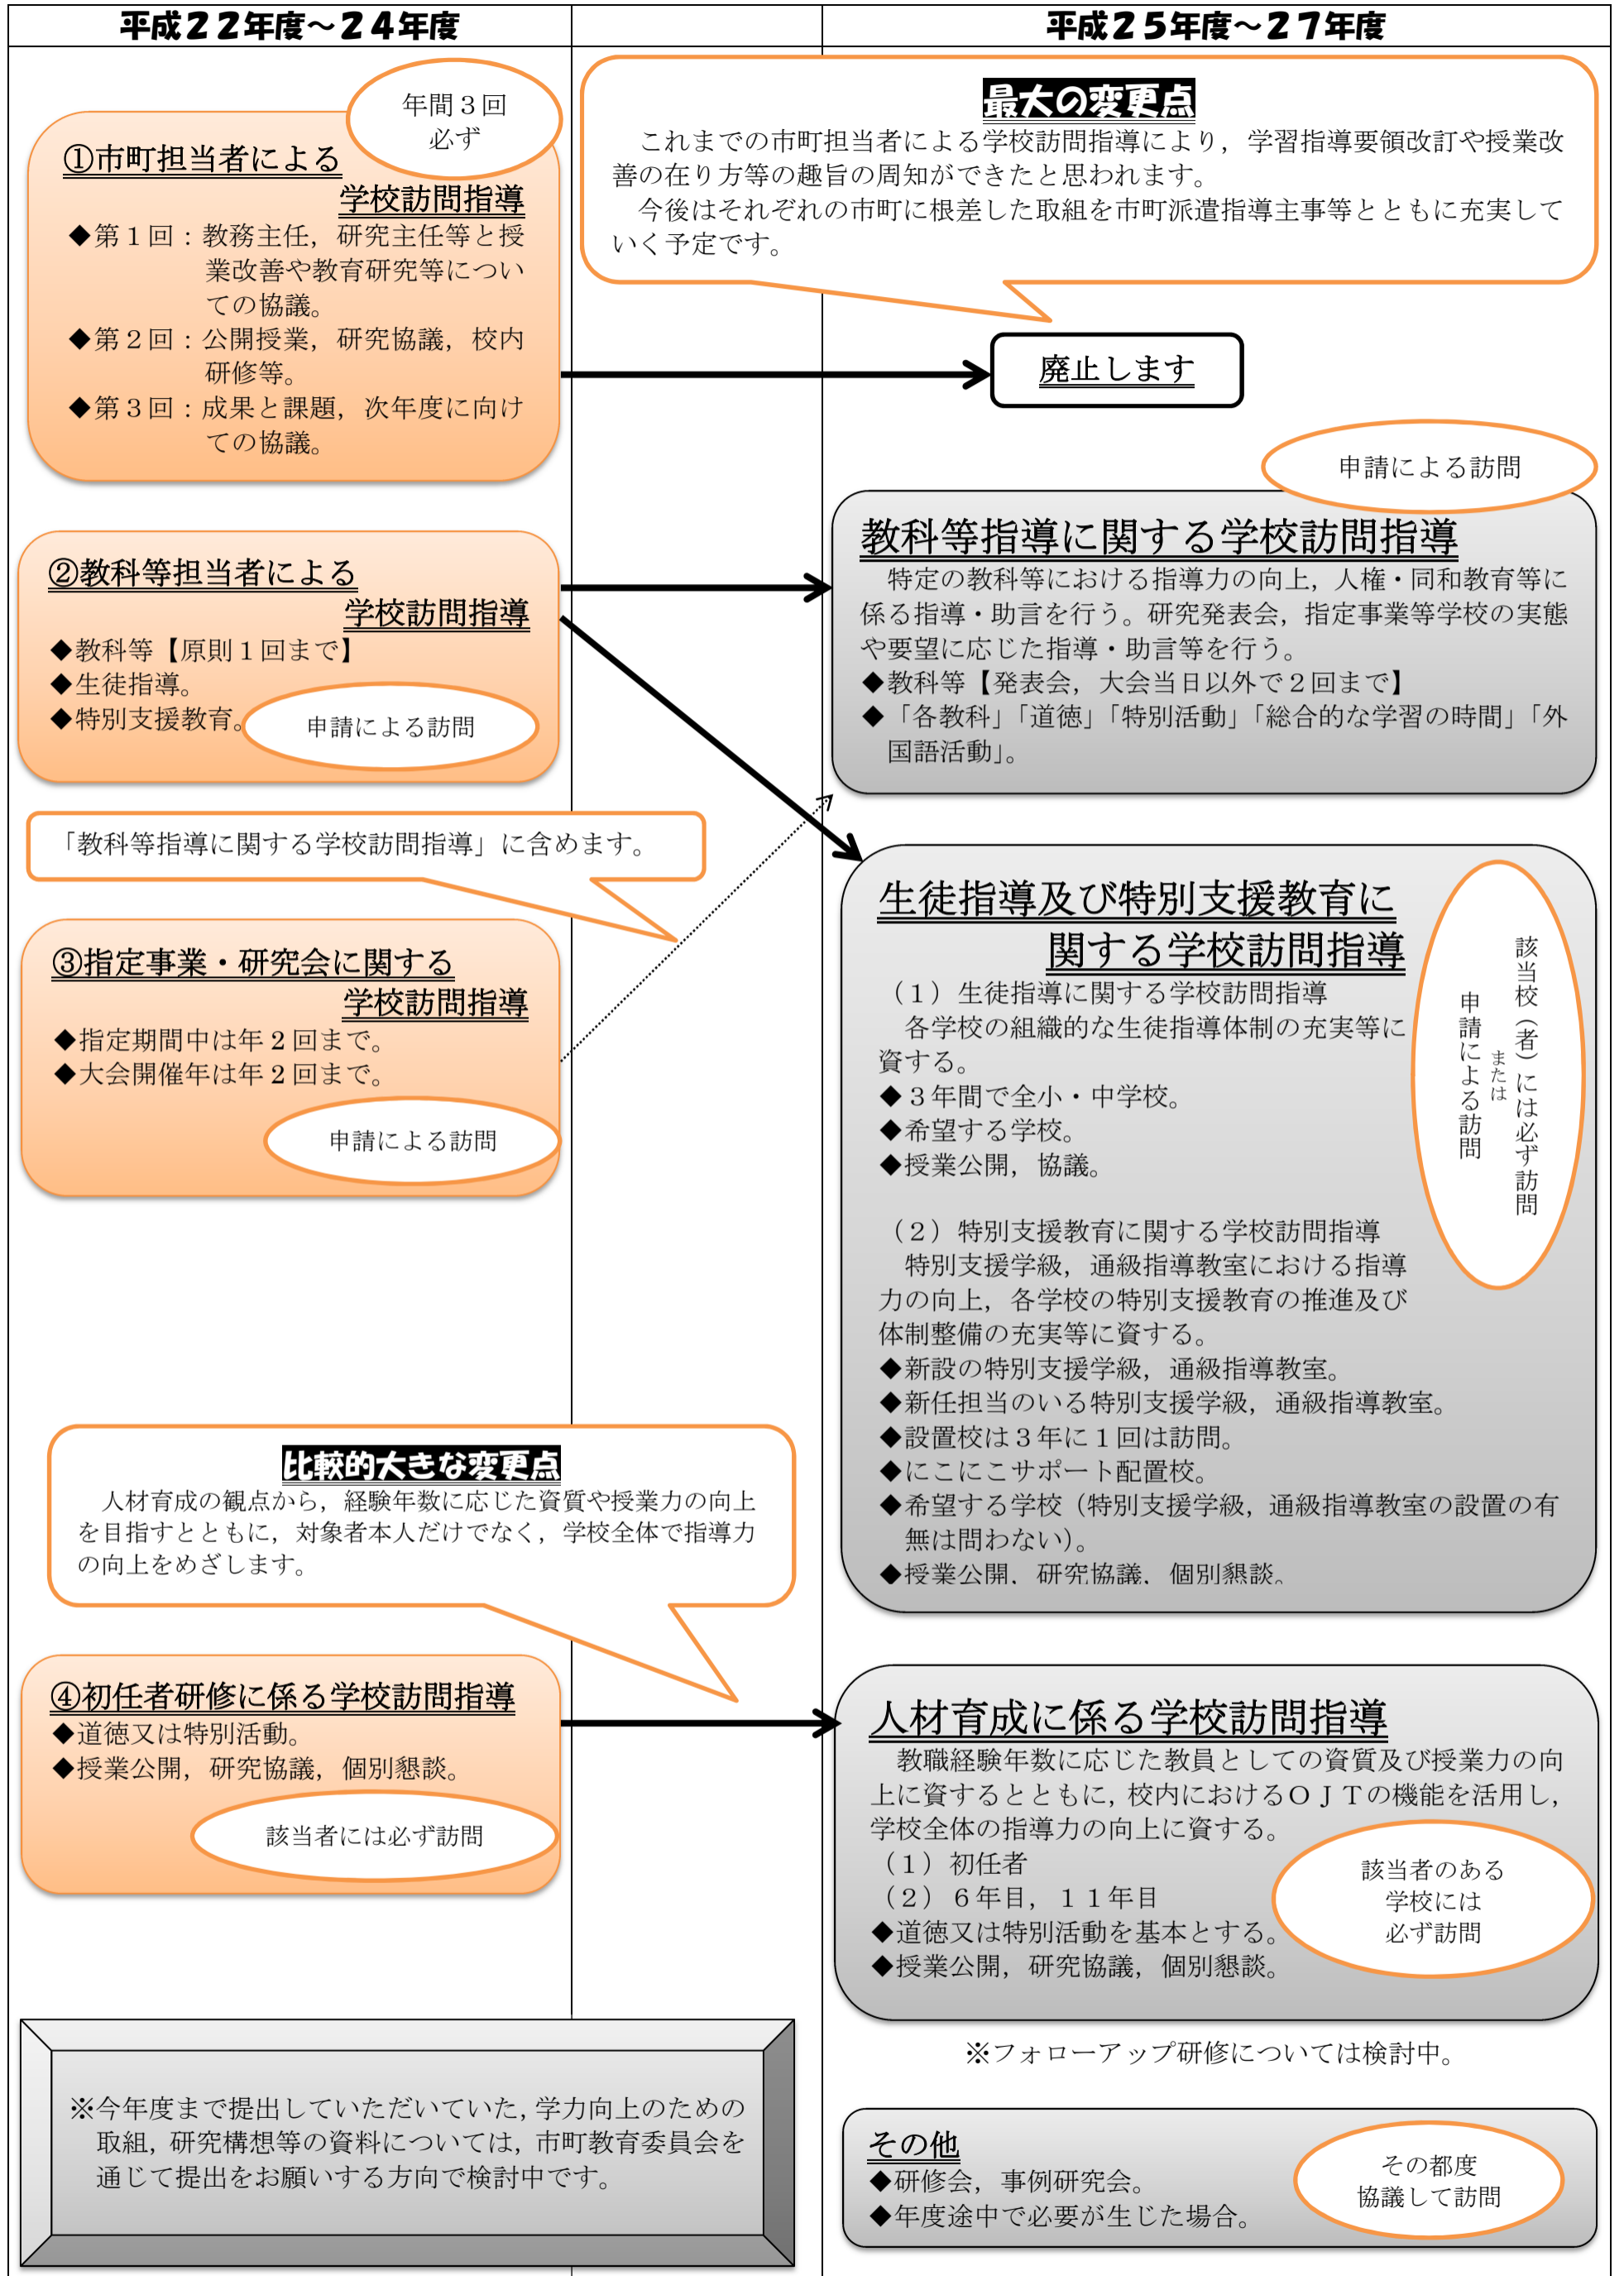 平成２２年度～２４年度
平成２５年度～２７年度
年間３回
必ず
①市町担当者による
学校訪問指導
◆第１回：教務主任，研究主任等と授
業改善や教育研究等につい
ての協議。
◆第２回：公開授業，研究協議，校内
研修等。
◆第３回：成果と課題，次年度に向け
ての協議。
最大の変更点
これまでの市町担当者による学校訪問指導により，学習指導要領改訂や授業改
善の在り方等の趣旨の周知ができたと思われます。
今後はそれぞれの市町に根差した取組を市町派遣指導主事等とともに充実して
いく予定です。
廃止します
②教科等担当者による
学校訪問指導
◆教科等【原則１回まで】
◆生徒指導。
◆特別支援教育。
申請による訪問
申請による訪問
教科等指導に関する学校訪問指導
特定の教科等における指導力の向上，人権・同和教育等に
係る指導・助言を行う。研究発表会，指定事業等学校の実態
や要望に応じた指導・助言等を行う。
◆教科等【発表会，大会当日以外で２回まで】
◆「各教科」「道徳」「特別活動」「総合的な学習の時間」「外
国語活動」。
「教科等指導に関する学校訪問指導」に含めます。
③指定事業・研究会に関する
学校訪問指導
◆指定期間中は年２回まで。
◆大会開催年は年２回まで。
申請による訪問
生徒指導及び特別支援教育に
関する学校訪問指導
（１）生徒指導に関する学校訪問指導
各学校の組織的な生徒指導体制の充実等に
資する。
◆３年間で全小・中学校。
◆希望する学校。
◆授業公開，協議。
（２）特別支援教育に関する学校訪問指導
特別支援学級，通級指導教室における指導
力の向上，各学校の特別支援教育の推進及び
体制整備の充実等に資する。
◆新設の特別支援学級，通級指導教室。
◆新任担当のいる特別支援学級，通級指導教室。
◆設置校は３年に１回は訪問。
◆にこにこサポート配置校。
◆希望する学校（特別支援学級，通級指導教室の設置の有
無は問わない）。
◆授業公開，研究協議，個別懇談。
該当校（者）には必ず訪問
または
申請による訪問
比較的大きな変更点
人材育成の観点から，経験年数に応じた資質や授業力の向上
を目指すとともに，対象者本人だけでなく，学校全体で指導力
の向上をめざします。
④初任者研修に係る学校訪問指導
◆道徳又は特別活動。
◆授業公開，研究協議，個別懇談。
該当者には必ず訪問
人材育成に係る学校訪問指導
教職経験年数に応じた教員としての資質及び授業力の向
上に資するとともに，校内におけるＯＪＴの機能を活用し，
学校全体の指導力の向上に資する。
（１）初任者
（２）６年目，１１年目
◆道徳又は特別活動を基本とする。
◆授業公開，研究協議，個別懇談。
該当者のある
学校には
必ず訪問
※フォローアップ研修については検討中。
※今年度まで提出していただいていた，学力向上のための
取組，研究構想等の資料については，市町教育委員会を
通じて提出をお願いする方向で検討中です。
その他
◆研修会，事例研究会。
◆年度途中で必要が生じた場合。
その都度
協議して訪問